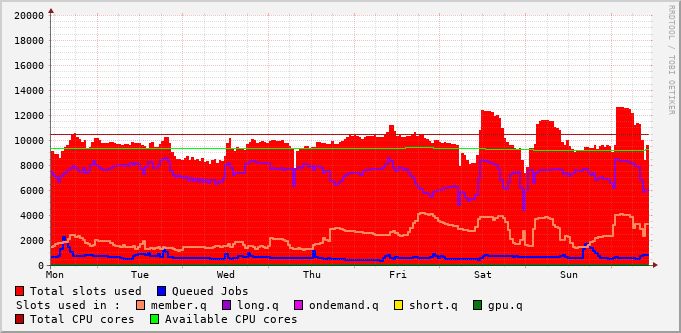 20000
18000
16000
14000
12000
10000
8000
6000
4000
2000
0
Mon Tue Wed Thu Fri Sat Sun
RRDTOOL / TOBI OETIKER
Total slots used Queued Jobs
Slots used in : member.q long.q ondemand.q short.q gpu.q
Total CPU cores Available CPU cores